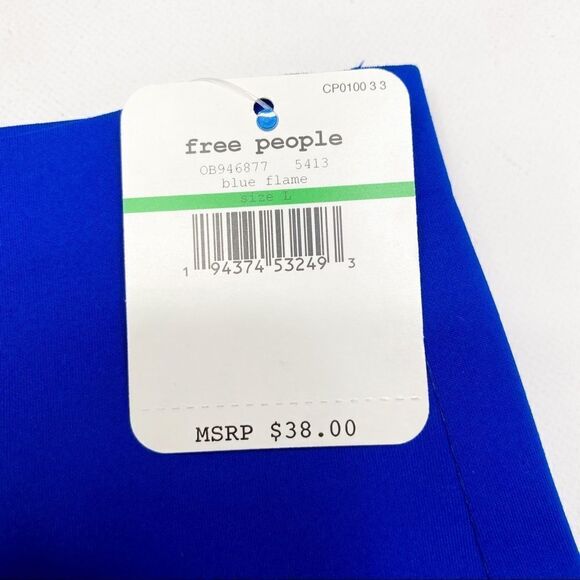 CP0100 3 3
free people
OB946877 5413
blue flame
size L
1 94374 53249 3
MSRP $38.00